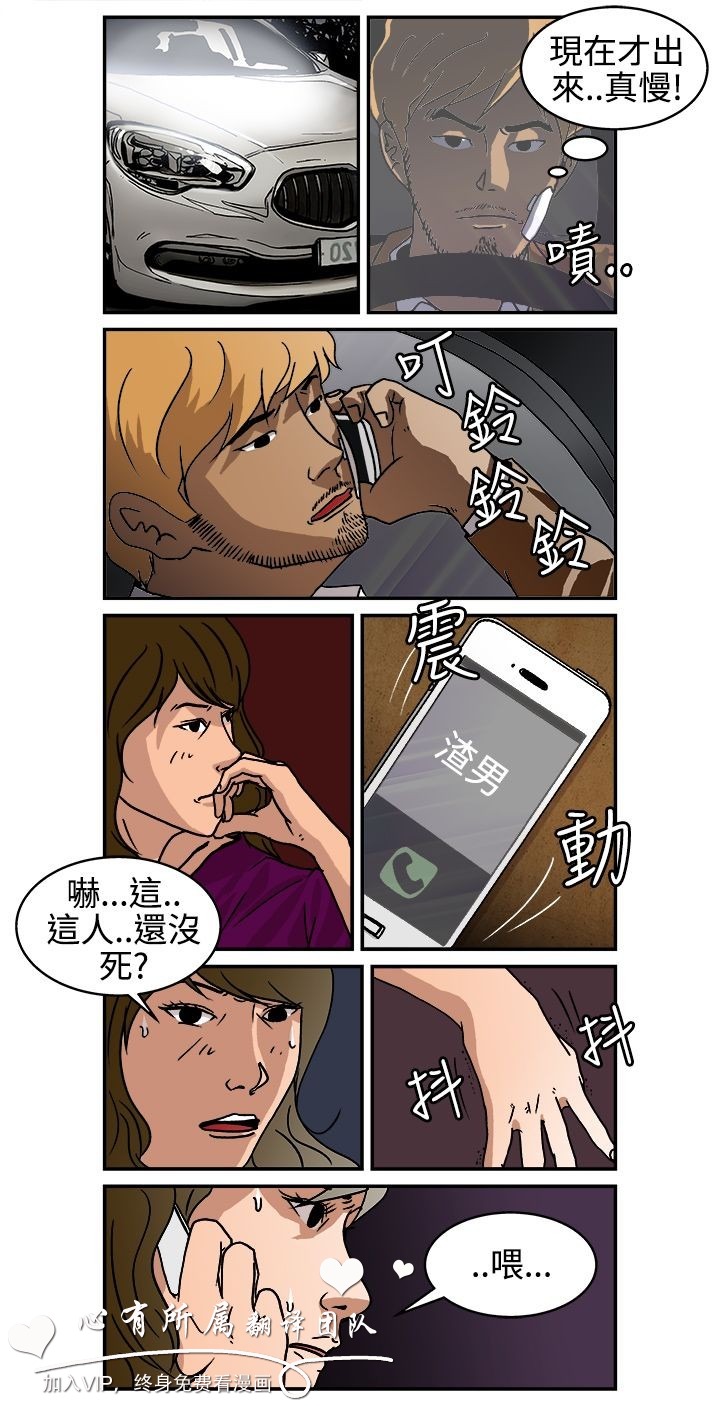 現在才出
來..真慢!
嘖..
叮
鈴
鈴
鈴
震
動
渣男
嚇...這..
這人..還沒
死?
抖
抖
..喂...
心有所属翻译团队
加入VIP，终身免费看漫画